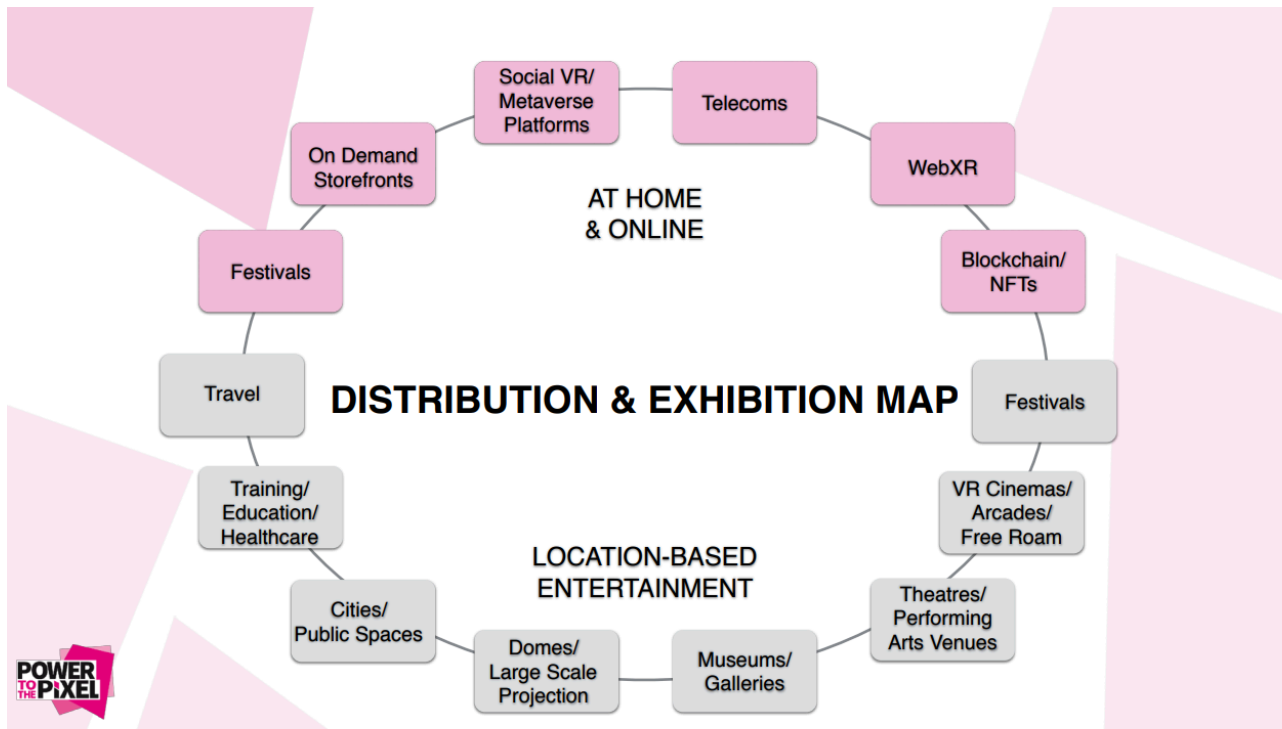 Social VR/
Metaverse
Platforms
Telecoms
On Demand
Storefronts
WebXR
AT HOME
& ONLINE
Festivals
Blockchain/
NFTs
Travel
DISTRIBUTION & EXHIBITION MAP
Festivals
Training/
Education/
Healthcare
VR Cinemas/
Arcades/
Free Roam
LOCATION-BASED
ENTERTAINMENT
Cities/
Public Spaces
Theatres/
Performing
Arts Venues
Domes/
Large Scale
Projection
Museums/
Galleries
POWER
TO THE PIXEL